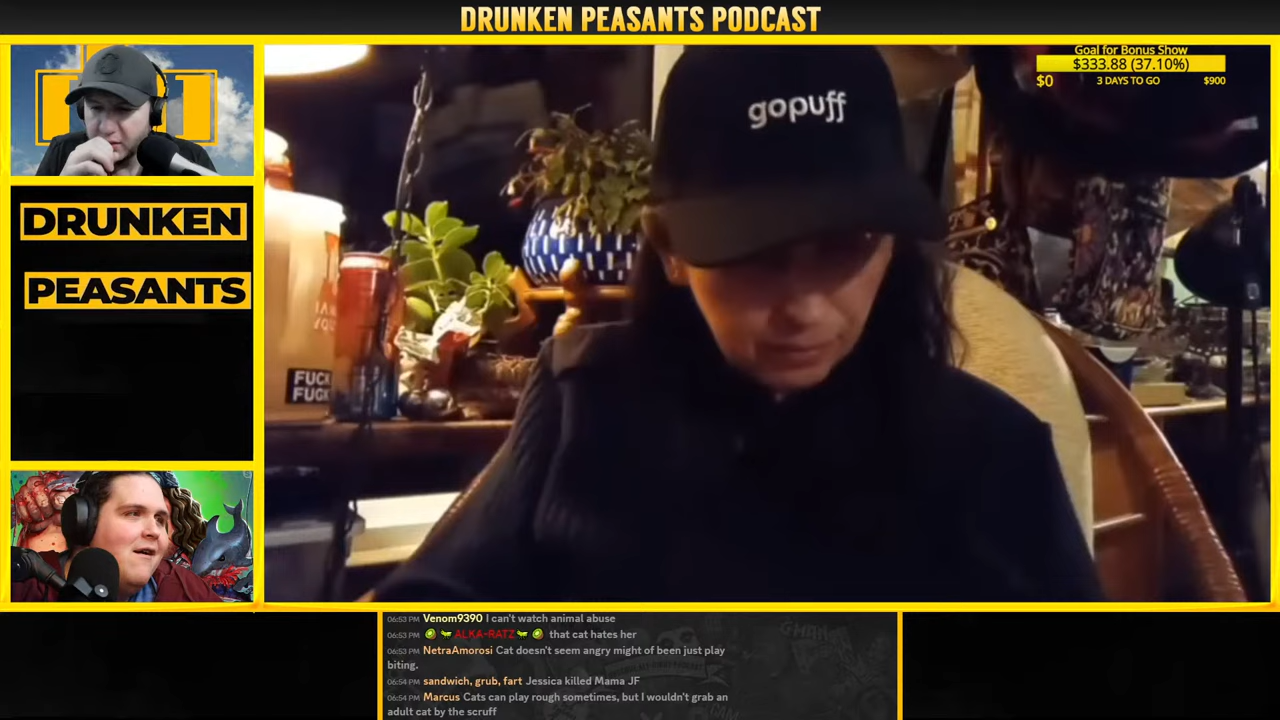 DRUNKEN PEASANTS PODCAST
Goal for Bonus Show
$333.88 (37.10%)
$0
3 DAYS TO GO
$900
gopuff
DRUNKEN
PEASANTS
FUCK
06:53 PM Venom9390 I can't watch animal abuse
06:53 PM ALKA-RATZ that cat hates her
06:53 PM NetraAmorosi Cat doesn't seem angry might of been just play
biting.
06:54 PM sandwich, grub, fart Jessica killed Mama JF
06:54 PM Marcus Cats can play rough sometimes, but I wouldn't grab an
adult cat by the scruff